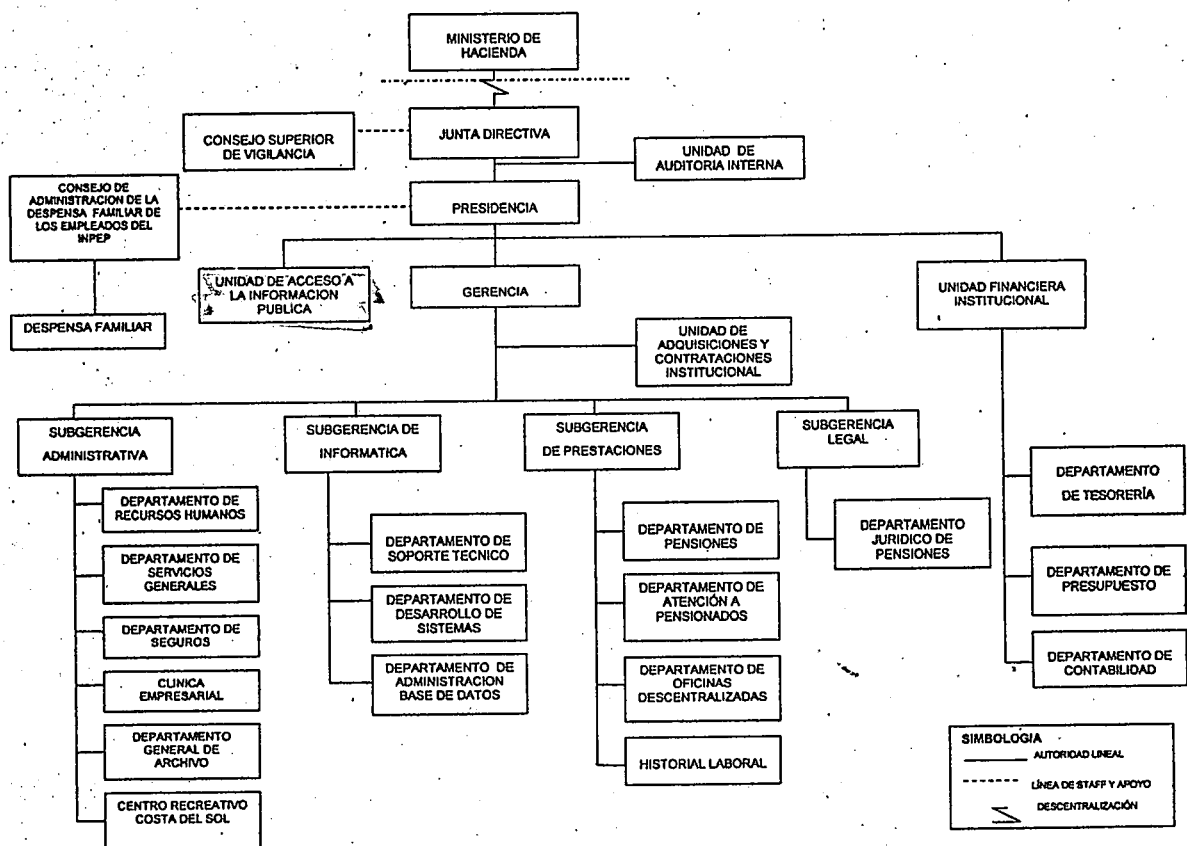 MINISTERIO DE
HACIENDA
CONSEJO SUPERIOR
DE VIGILANCIA
JUNTA DIRECTIVA
UNIDAD DE
AUDITORIA INTERNA
CONSEJO DE
ADMINISTRACION DE LA
DESPENSA FAMILIAR DE
LOS EMPLEADOS DEL
INPEP
PRESIDENCIA
UNIDAD DE ACCESO A
LA INFORMACION
PUBLICA
GERENCIA
UNIDAD FINANCIERA
INSTITUCIONAL
DESPENSA FAMILIAR
UNIDAD DE
ADQUISICIONES Y
CONTRATACIONES
INSTITUCIONAL
SUBGERENCIA
ADMINISTRATIVA
SUBGERENCIA DE
INFORMATICA
SUBGERENCIA
DE PRESTACIONES
SUBGERENCIA
LEGAL
DEPARTAMENTO DE
RECURSOS HUMANOS
DEPARTAMENTO DE
SERVICIOS
GENERALES
DEPARTAMENTO DE
SEGUROS
CLINICA
EMPRESARIAL
DEPARTAMENTO
GENERAL DE
ARCHIVO
CENTRO RECREATIVO
COSTA DEL SOL
DEPARTAMENTO DE
SOPORTE TECNICO
DEPARTAMENTO DE
DESARROLLO DE
SISTEMAS
DEPARTAMENTO DE
ADMINISTRACION
BASE DE DATOS
DEPARTAMENTO DE
PENSIONES
DEPARTAMENTO DE
ATENCIÓN A
PENSIONADOS
DEPARTAMENTO DE
OFICINAS
DESCENTRALIZADAS
HISTORIAL LABORAL
DEPARTAMENTO
JURIDICO DE
PENSIONES
DEPARTAMENTO
DE TESORERÍA
DEPARTAMENTO DE
PRESUPUESTO
DEPARTAMENTO DE
CONTABILIDAD
SIMBOLOGIA
AUTORIDAD LINEAL
LÍNEA DE STAFF Y APOYO
DESCENTRALIZACIÓN